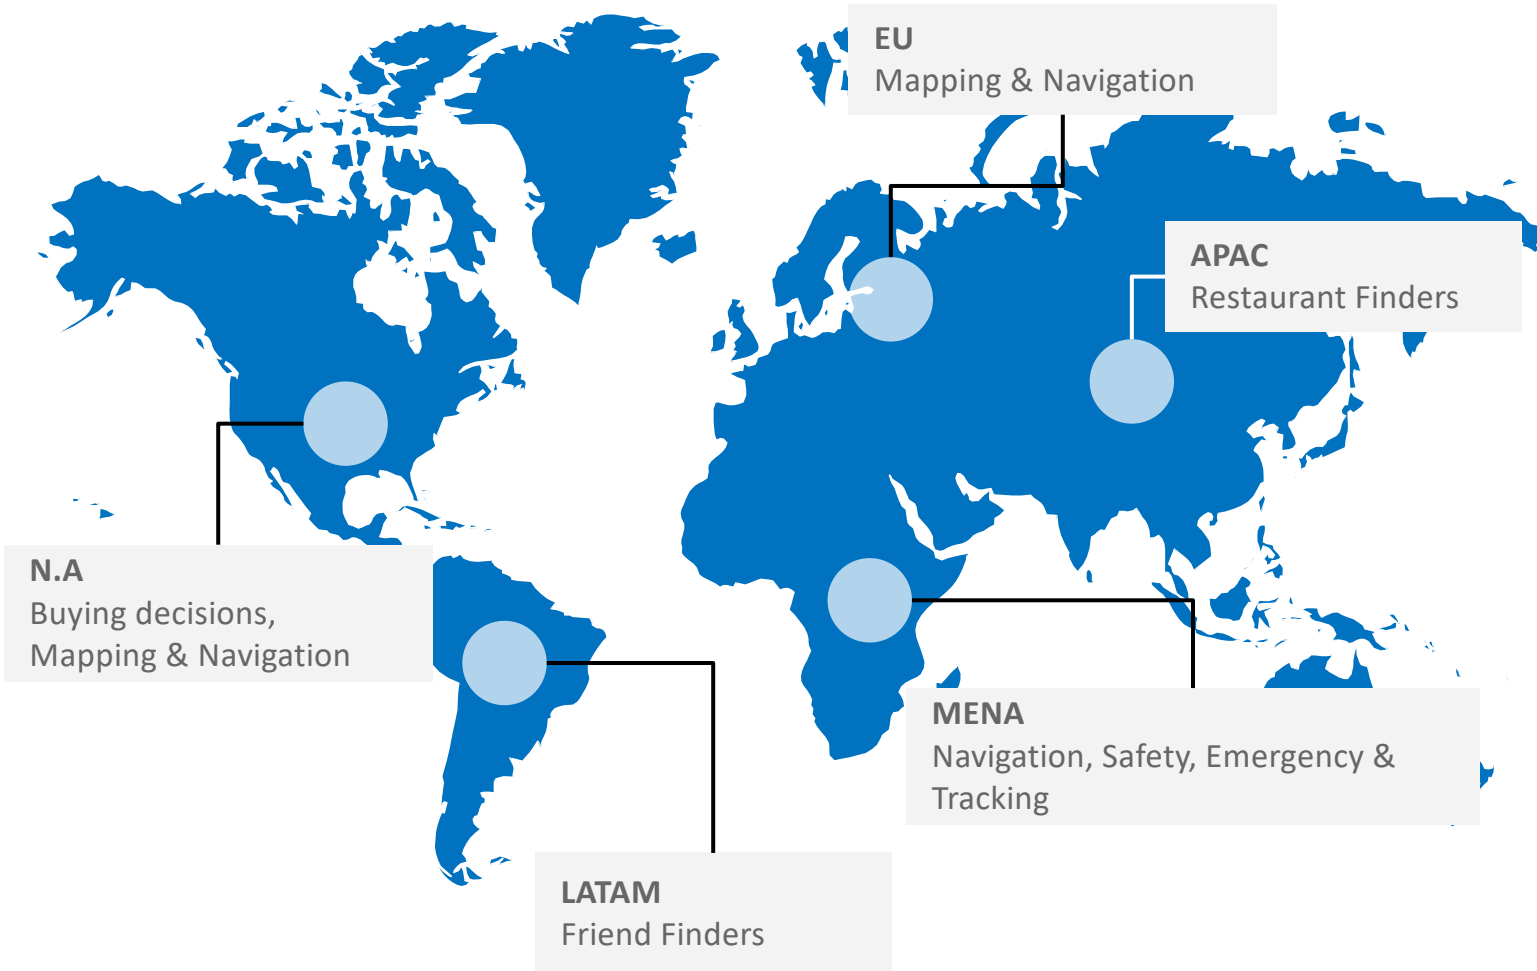 EU
Mapping & Navigation
APAC
Restaurant Finders
N.A
Buying decisions,
Mapping & Navigation
MENA
Navigation, Safety, Emergency &
Tracking
LATAM
Friend Finders